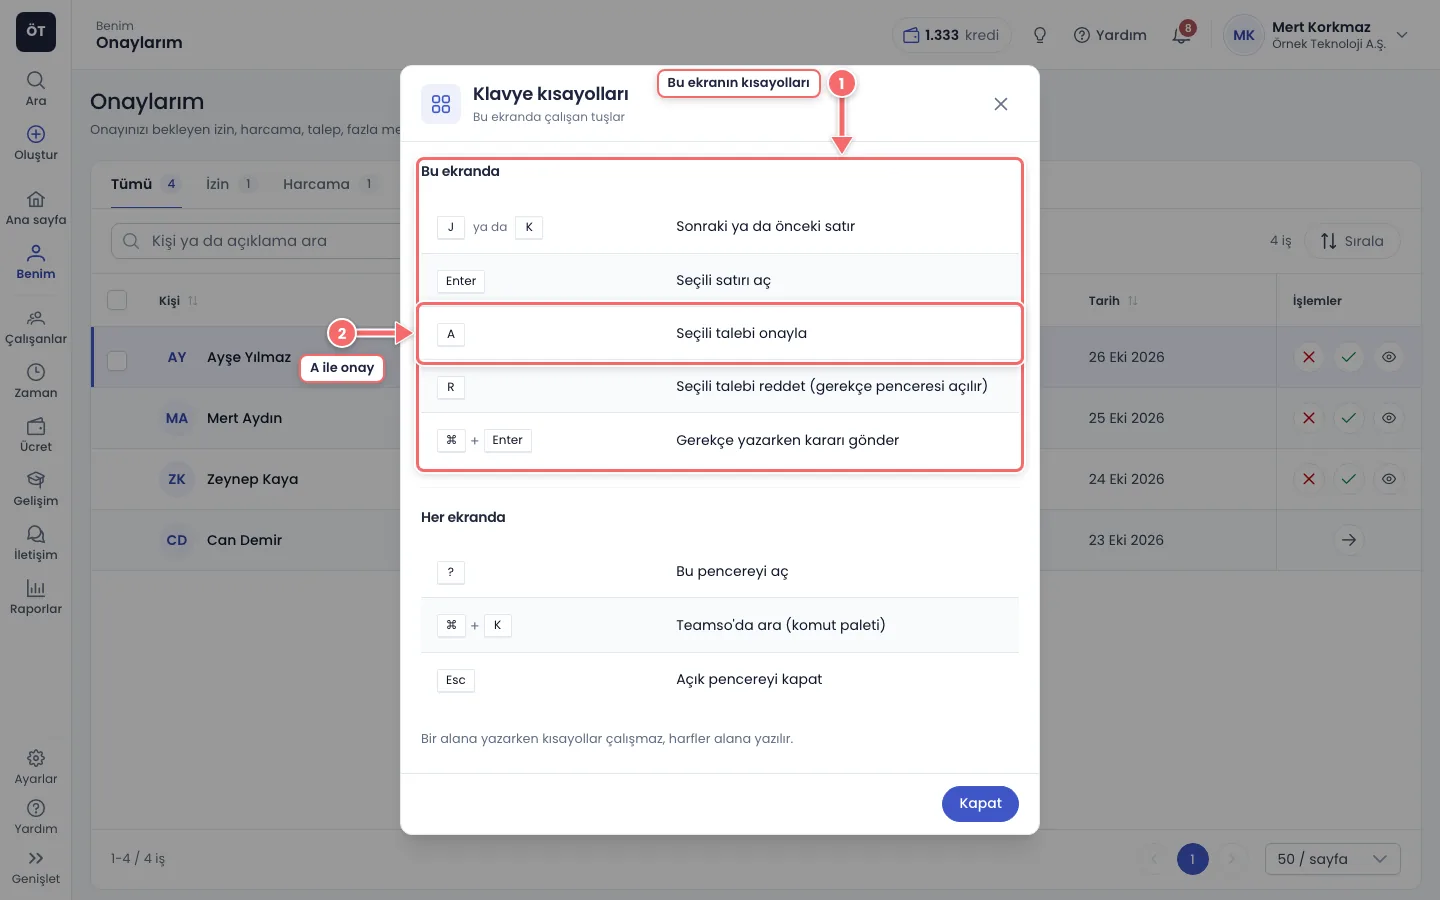 ÖT
Ara
Oluştur
Ana sayfa
Benim
Çalışanlar
Zaman
Ücret
Gelişim
İletişim
Raporlar
Ayarlar
Yardım
Genişlet
Benim
Onaylarım
1.333 kredi
Yardım
8
MK
Mert Korkmaz
Örnek Teknoloji A.Ş.
Onaylarım
Onayınızı bekleyen izin, harcama, talep, fazla me
Tümü 4
İzin 1
Harcama 1
Kişi ya da açıklama ara
4 iş
Sırala
Kişi
Tarih
İşlemler
AY Ayşe Yılmaz
26 Eki 2026
MA Mert Aydın
25 Eki 2026
ZK Zeynep Kaya
24 Eki 2026
CD Can Demir
23 Eki 2026
1-4 / 4 iş
1
50 / sayfa
Klavye kısayolları
Bu ekranda çalışan tuşlar
Bu ekranın kısayolları
1
Bu ekranda
J ya da K
Sonraki ya da önceki satır
Enter
Seçili satırı aç
2
A ile onay
A
Seçili talebi onayla
R
Seçili talebi reddet (gerekçe penceresi açılır)
⌘ + Enter
Gerekçe yazarken kararı gönder
Her ekranda
?
Bu pencereyi aç
⌘ + K
Teamso'da ara (komut paleti)
Esc
Açık pencereyi kapat
Bir alana yazarken kısayollar çalışmaz, harfler alana yazılır.
Kapat